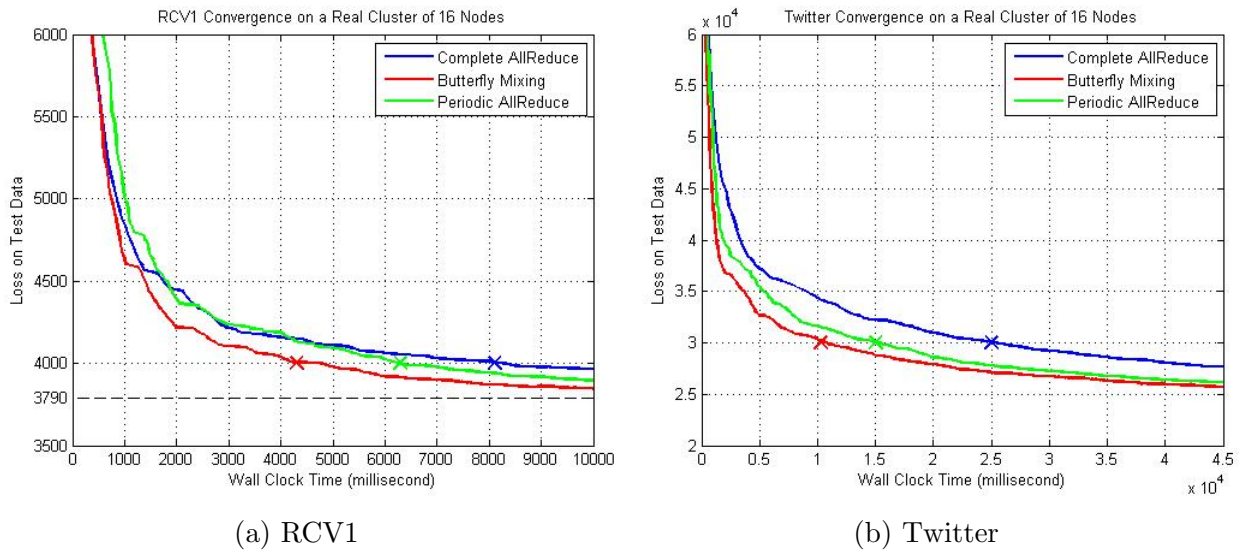 RCV1 Convergence on a Real Cluster of 16 Nodes
Complete AllReduce
Butterfly Mixing
Periodic AllReduce
Loss on Test Data
6000
5500
5000
4500
4000
3790
3500
0 1000 2000 3000 4000 5000 6000 7000 8000 9000 10000
Wall Clock Time (millisecond)
(a) RCV1
x 10^4
Twitter Convergence on a Real Cluster of 16 Nodes
Complete AllReduce
Butterfly Mixing
Periodic AllReduce
Loss on Test Data
6
5.5
5
4.5
4
3.5
3
2.5
2
0 0.5 1 1.5 2 2.5 3 3.5 4 4.5
Wall Clock Time (millisecond)
x 10^4
(b) Twitter